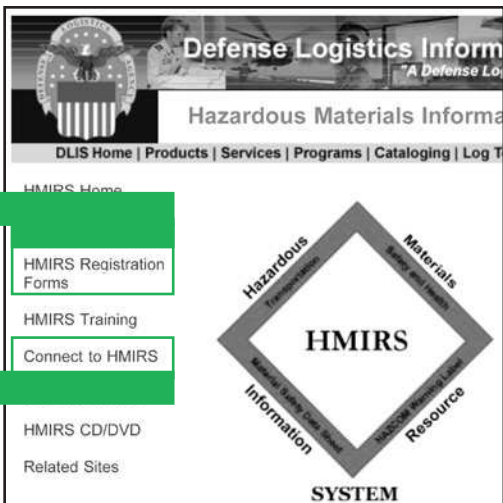 Defense Logistics Inform
"A Defense Log
Hazardous Materials Informa
DLIS Home | Products | Services | Programs | Cataloging | Log T
HMIRS Home
HMIRS Registration
Forms
HMIRS Training
Connect to HMIRS
HMIRS CD/DVD
Related Sites
Hazardous
Materials
Transportation
Safety and Health
HMIRS
Material Safety Data Sheet
HAZCOM Warning Label
Information
Resource
SYSTEM